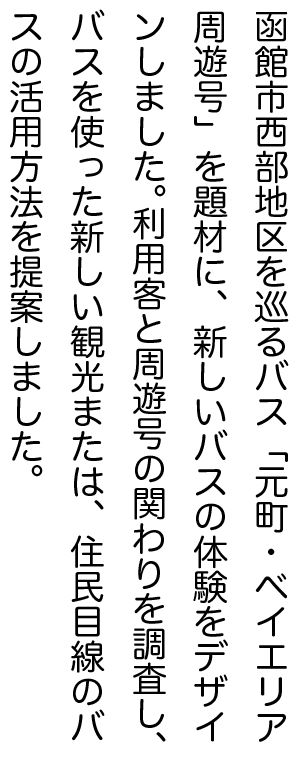 函館市西部地区を巡るバス「元町・ベイエリア
周遊号」を題材に、新しいバスの体験をデザイ
ンしました。利用客と周遊号の関わりを調査し、
バスを使った新しい観光または、住民目線のバ
スの活用方法を提案しました。